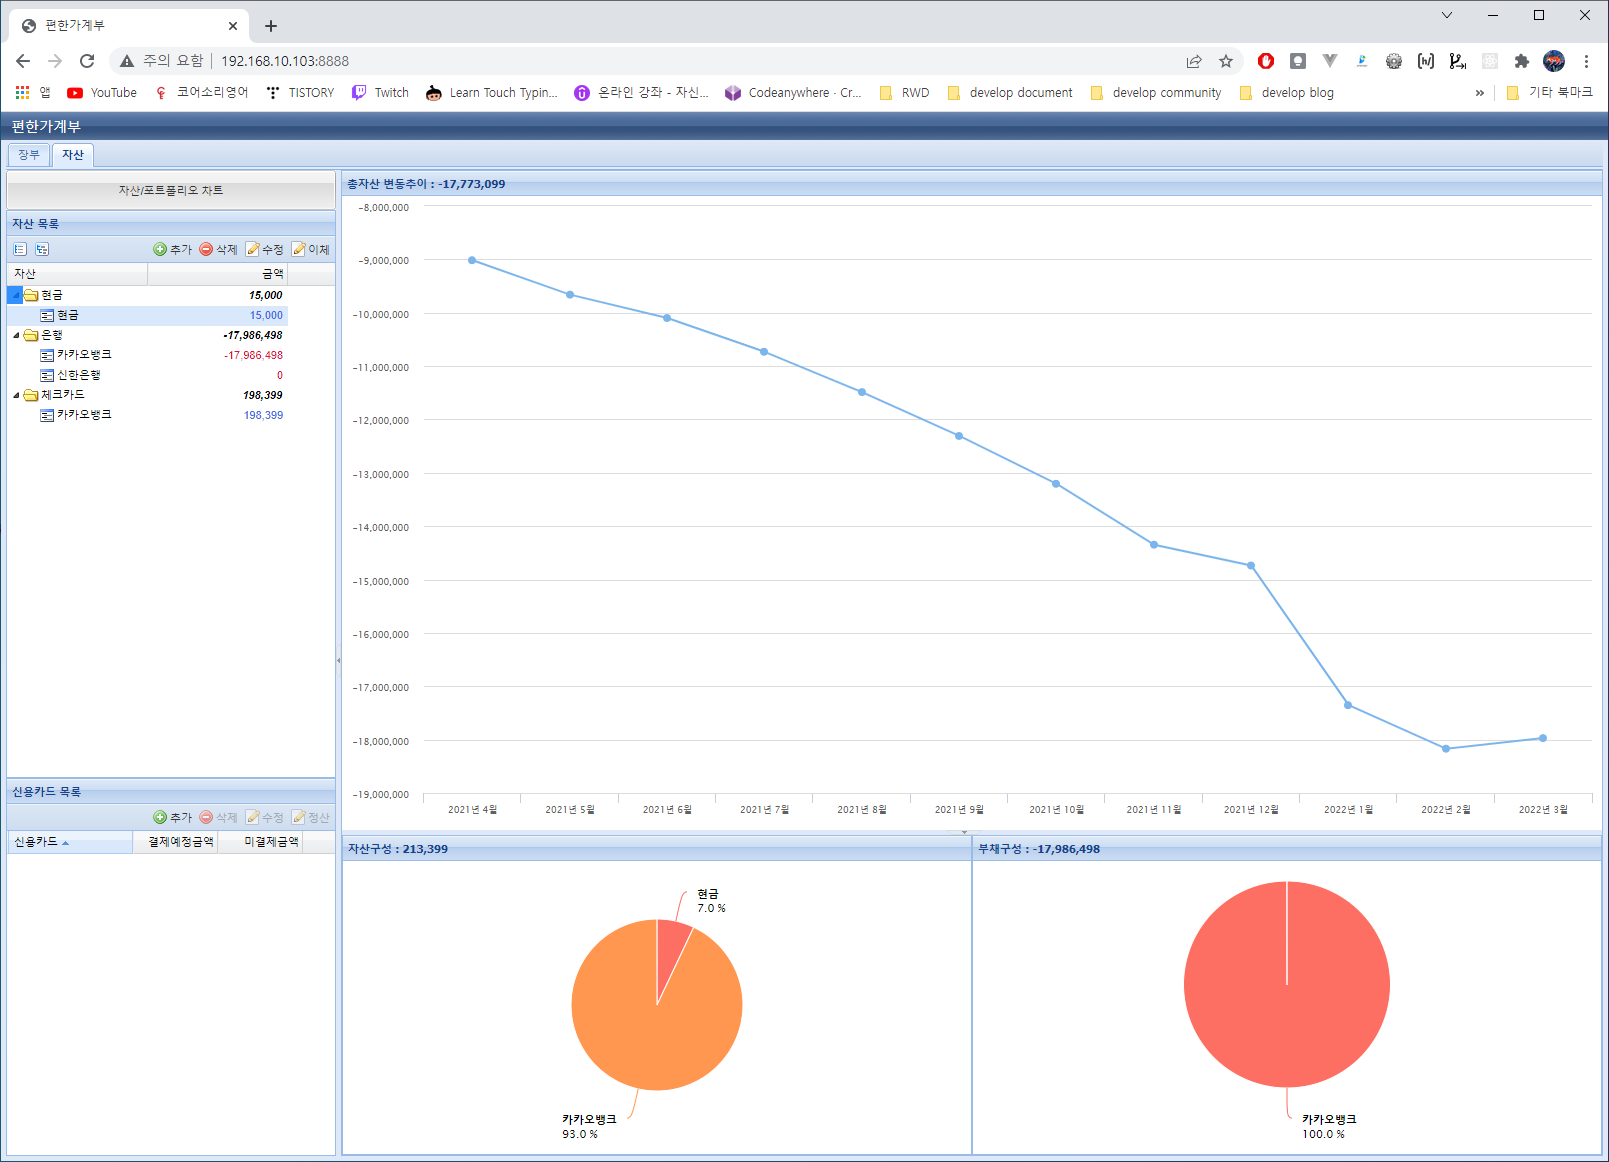 편한가계부
주의 요함 192.168.10.103:8888
앱 YouTube 코어소리영어 TISTORY Twitch Learn Touch Typin... 온라인 강좌 - 자신... Codeanywhere · Cr... RWD develop document develop community develop blog » 기타 북마크
편한가계부
장부 자산
자산/포트폴리오 차트
자산 목록
추가 삭제 수정 이체
자산 금액
현금 15,000
현금 15,000
은행 -17,986,498
카카오뱅크 -17,986,498
신한은행 0
체크카드 198,399
카카오뱅크 198,399
신용카드 목록
추가 삭제 수정 정산
신용카드 결제예정금액 미결제금액
총자산 변동추이 : -17,773,099
-8,000,000
-9,000,000
-10,000,000
-11,000,000
-12,000,000
-13,000,000
-14,000,000
-15,000,000
-16,000,000
-17,000,000
-18,000,000
-19,000,000
2021년 4월 2021년 5월 2021년 6월 2021년 7월 2021년 8월 2021년 9월 2021년 10월 2021년 11월 2021년 12월 2022년 1월 2022년 2월 2022년 3월
자산구성 : 213,399
현금
7.0 %
카카오뱅크
93.0 %
부채구성 : -17,986,498
카카오뱅크
100.0 %